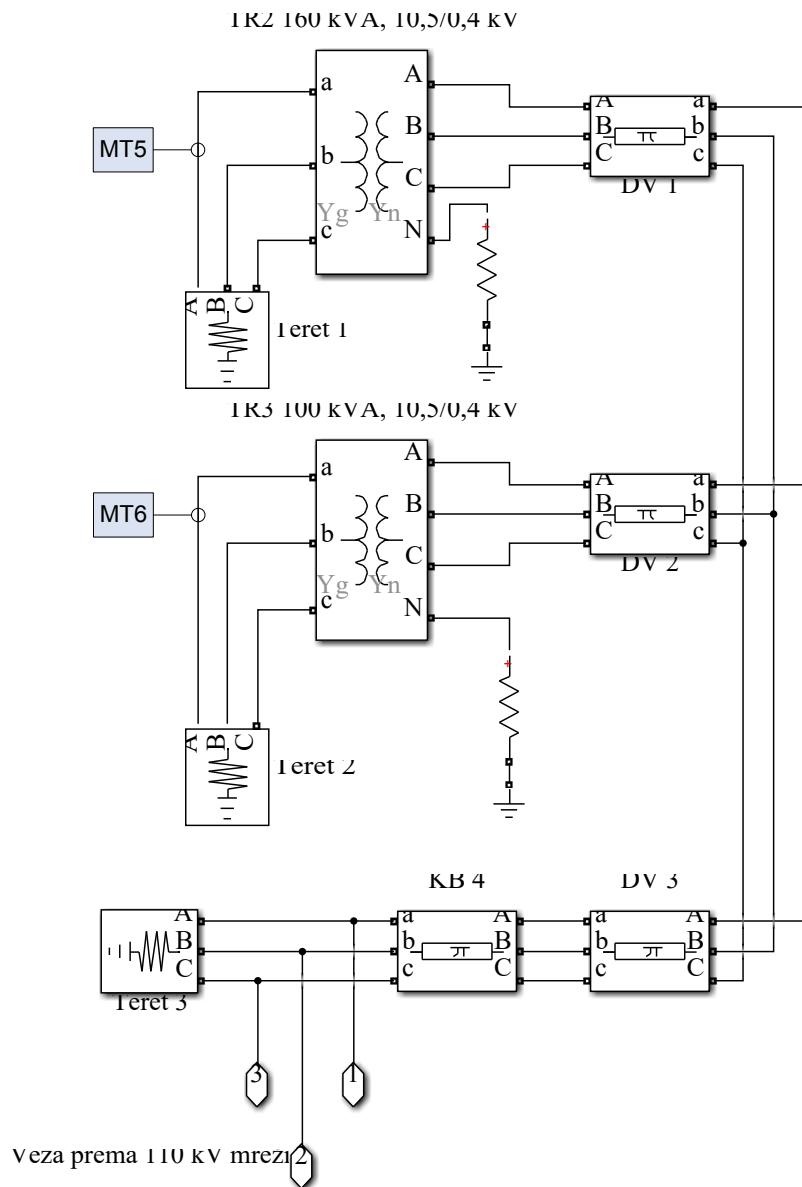 TR2 160 kVA, 10,5/0,4 kV
MT5
a
b
c
A
B
C
N
Yg Yn
A
B
C
a
b
c
DV 1
A
B
C
Teret 1
TR3 100 kVA, 10,5/0,4 kV
MT6
a
b
c
A
B
C
N
Yg Yn
A
B
C
a
b
c
DV 2
A
B
C
Teret 2
KB 4
DV 3
A
B
C
a
b
c
A
B
C
a
b
c
A
B
C
Teret 3
3
1
Veza prema 110 kV mreži
2